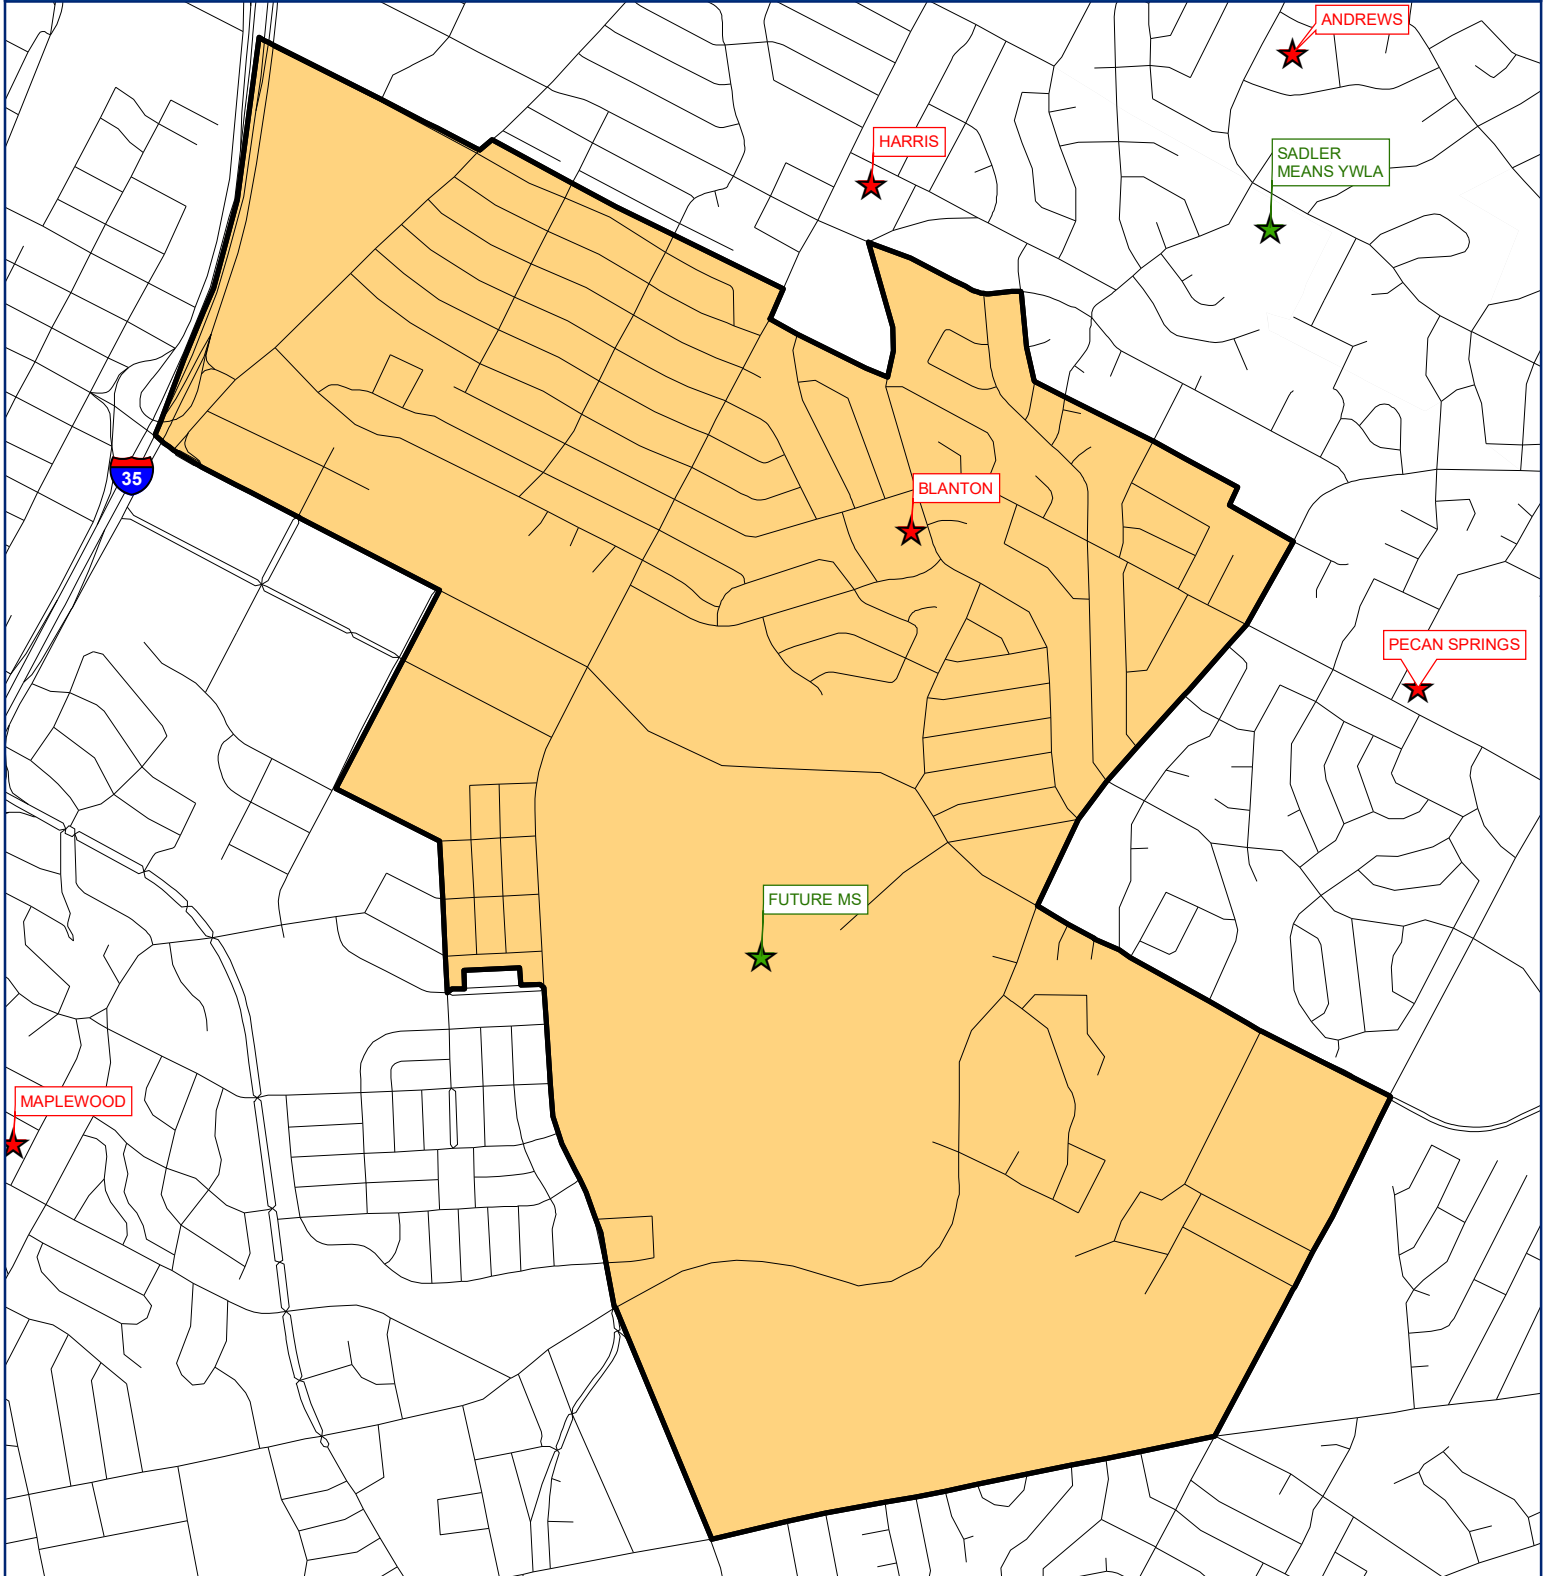 ANDREWS
HARRIS
SADLER
MEANS YWLA
35
BLANTON
PECAN SPRINGS
FUTURE MS
MAPLEWOOD